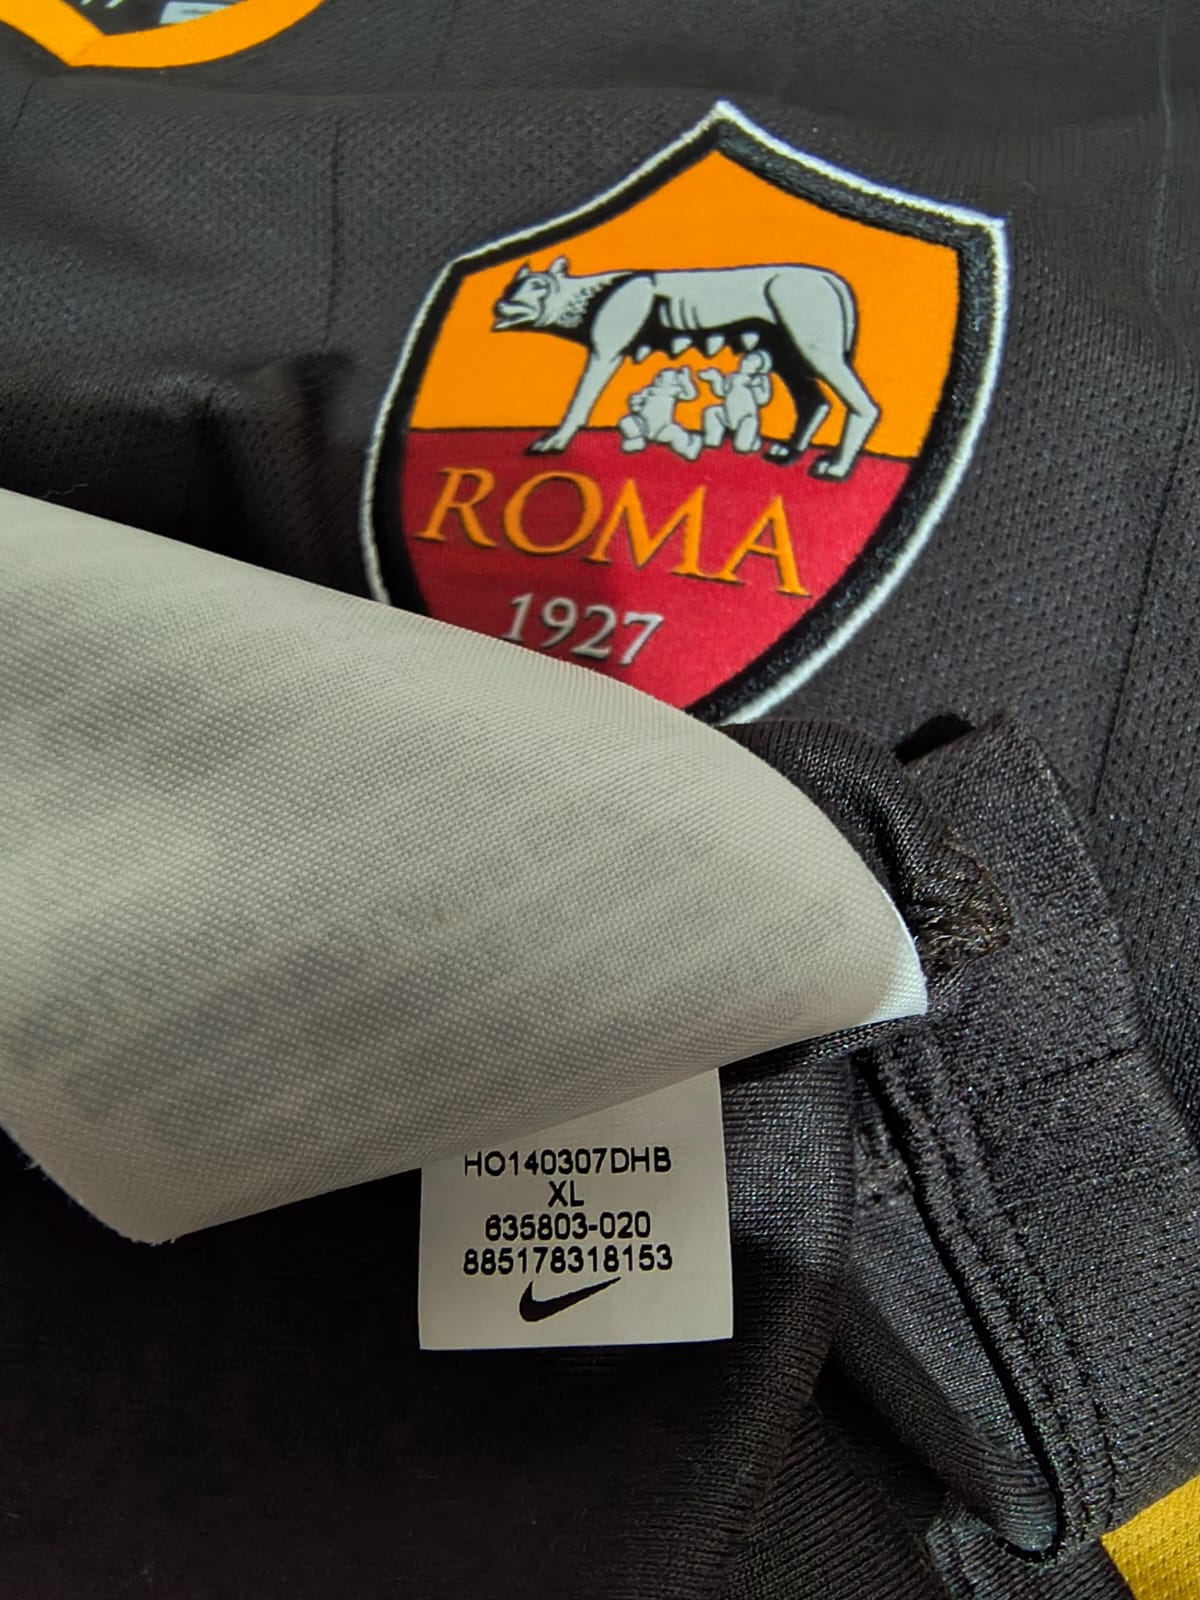 ROMA
1927
HO140307DHB
XL
635803-020
885178318153